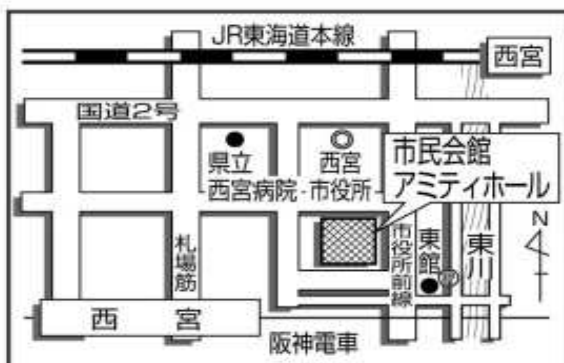 JR東海道本線
西宮
国道2号
県立
西宮病院
西宮
市役所
市民会館
アミティホール
N
札場筋
市役所前線
東館
東川
西 宮
阪神電車